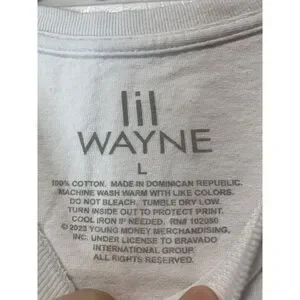 lil
WAYNE
L
100% COTTON. MADE IN DOMINICAN REPUBLIC.
MACHINE WASH WARM WITH LIKE COLORS.
DO NOT BLEACH. TUMBLE DRY LOW.
TURN INSIDE OUT TO PROTECT PRINT.
COOL IRON IF NEEDED. RN# 102050
© 2023 YOUNG MONEY MERCHANDISING,
INC. UNDER LICENSE TO BRAVADO
INTERNATIONAL GROUP.
ALL RIGHTS RESERVED.